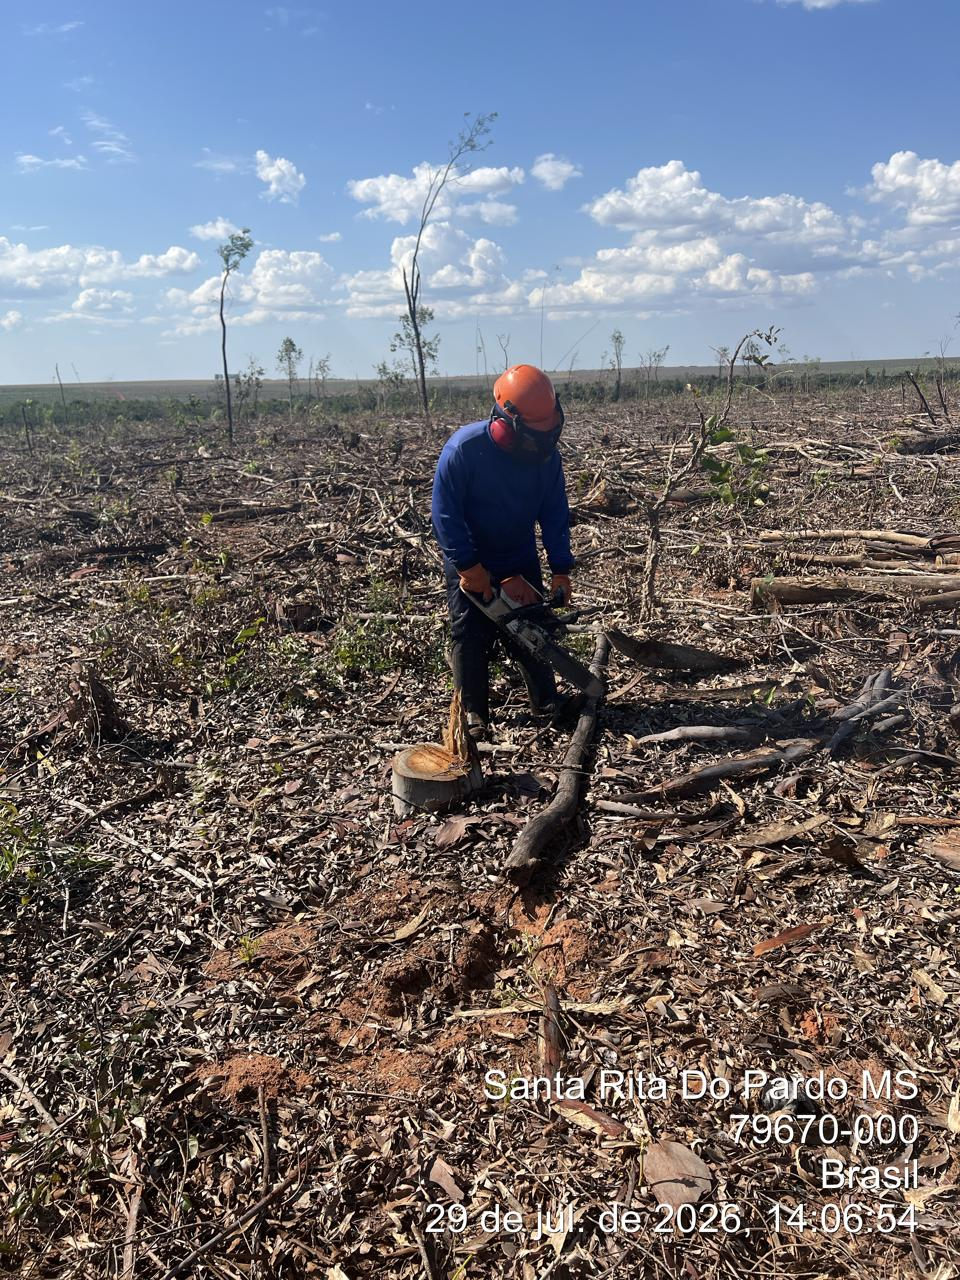 Santa Rita Do Pardo MS
79670-000
Brasil
29 de jul. de 2026, 14:06:54